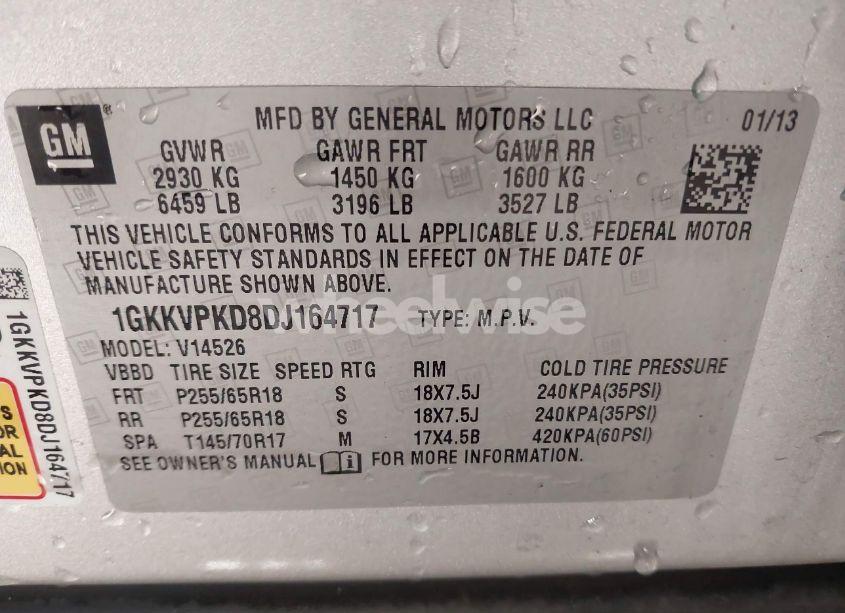 GM
MFD BY GENERAL MOTORS LLC 01/13
GVWR GAWR FRT GAWR RR
2930 KG 1450 KG 1600 KG
6459 LB 3196 LB 3527 LB
THIS VEHICLE CONFORMS TO ALL APPLICABLE U.S. FEDERAL MOTOR
VEHICLE SAFETY STANDARDS IN EFFECT ON THE DATE OF
MANUFACTURE SHOWN ABOVE.
1GKKVPKD8DJ164717 TYPE: M.P.V.
MODEL: V14526
VBBD TIRE SIZE SPEED RTG RIM COLD TIRE PRESSURE
FRT P255/65R18 S 18X7.5J 240KPA(35PSI)
RR P255/65R18 S 18X7.5J 240KPA(35PSI)
SPA T145/70R17 M 17X4.5B 420KPA(60PSI)
SEE OWNER'S MANUAL i FOR MORE INFORMATION.
wheelwise
1GKKVPKD8DJ164717
S
OR
AL
TION